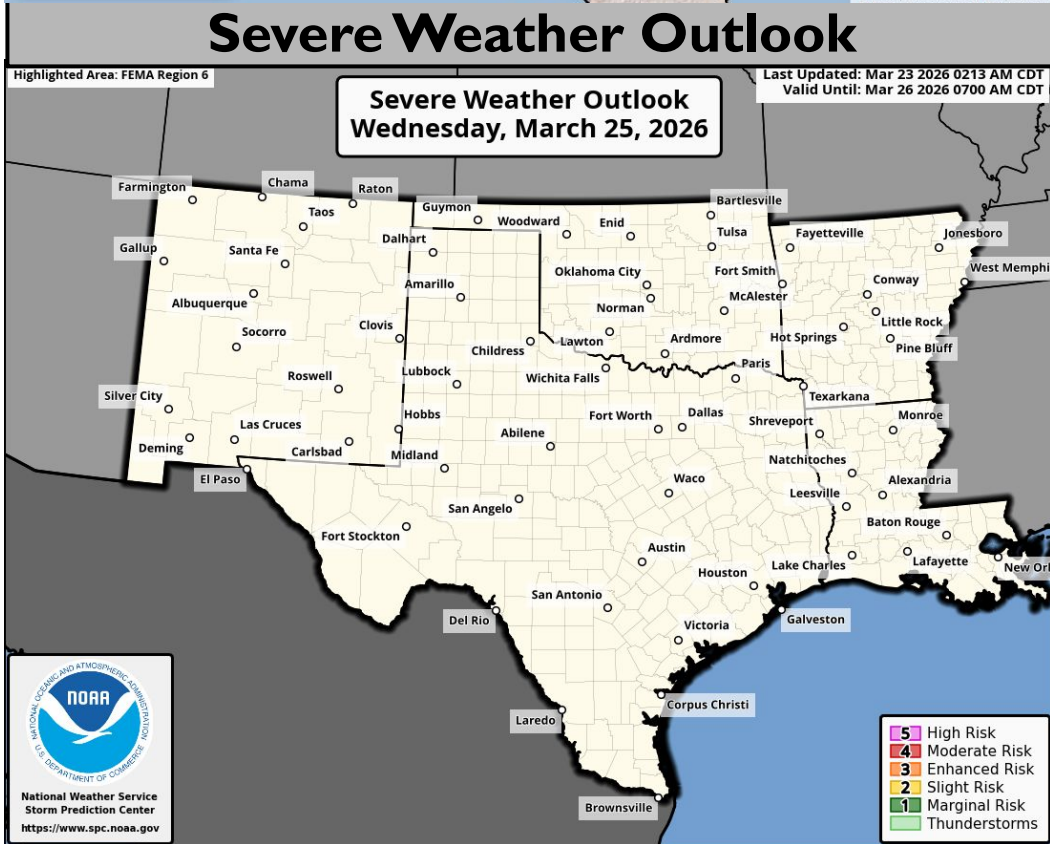 Severe Weather Outlook
Highlighted Area: FEMA Region 6
Last Updated: Mar 23 2026 0213 AM CDT
Valid Until: Mar 26 2026 0700 AM CDT
Severe Weather Outlook
Wednesday, March 25, 2026
Farmington
Chama
Raton
Taos
Guymon
Woodward
Enid
Bartlesville
Tulsa
Fayetteville
Jonesboro
Gallup
Santa Fe
Dalhart
Oklahoma City
Fort Smith
West Memphi
Albuquerque
Amarillo
Norman
McAlester
Conway
Socorro
Clovis
Childress
Lawton
Ardmore
Hot Springs
Little Rock
Pine Bluff
Roswell
Lubbock
Wichita Falls
Paris
Texarkana
Silver City
Las Cruces
Hobbs
Abilene
Fort Worth
Dallas
Shreveport
Monroe
Deming
Carlsbad
Midland
Natchitoches
El Paso
San Angelo
Waco
Leesville
Alexandria
Fort Stockton
Austin
Baton Rouge
Houston
Lake Charles
Lafayette
New Orl
Del Rio
San Antonio
Victoria
Galveston
Laredo
Corpus Christi
Brownsville
NATIONAL OCEANIC AND ATMOSPHERIC ADMINISTRATION
NOAA
U.S. DEPARTMENT OF COMMERCE
National Weather Service
Storm Prediction Center
https://www.spc.noaa.gov
5 High Risk
4 Moderate Risk
3 Enhanced Risk
2 Slight Risk
1 Marginal Risk
Thunderstorms